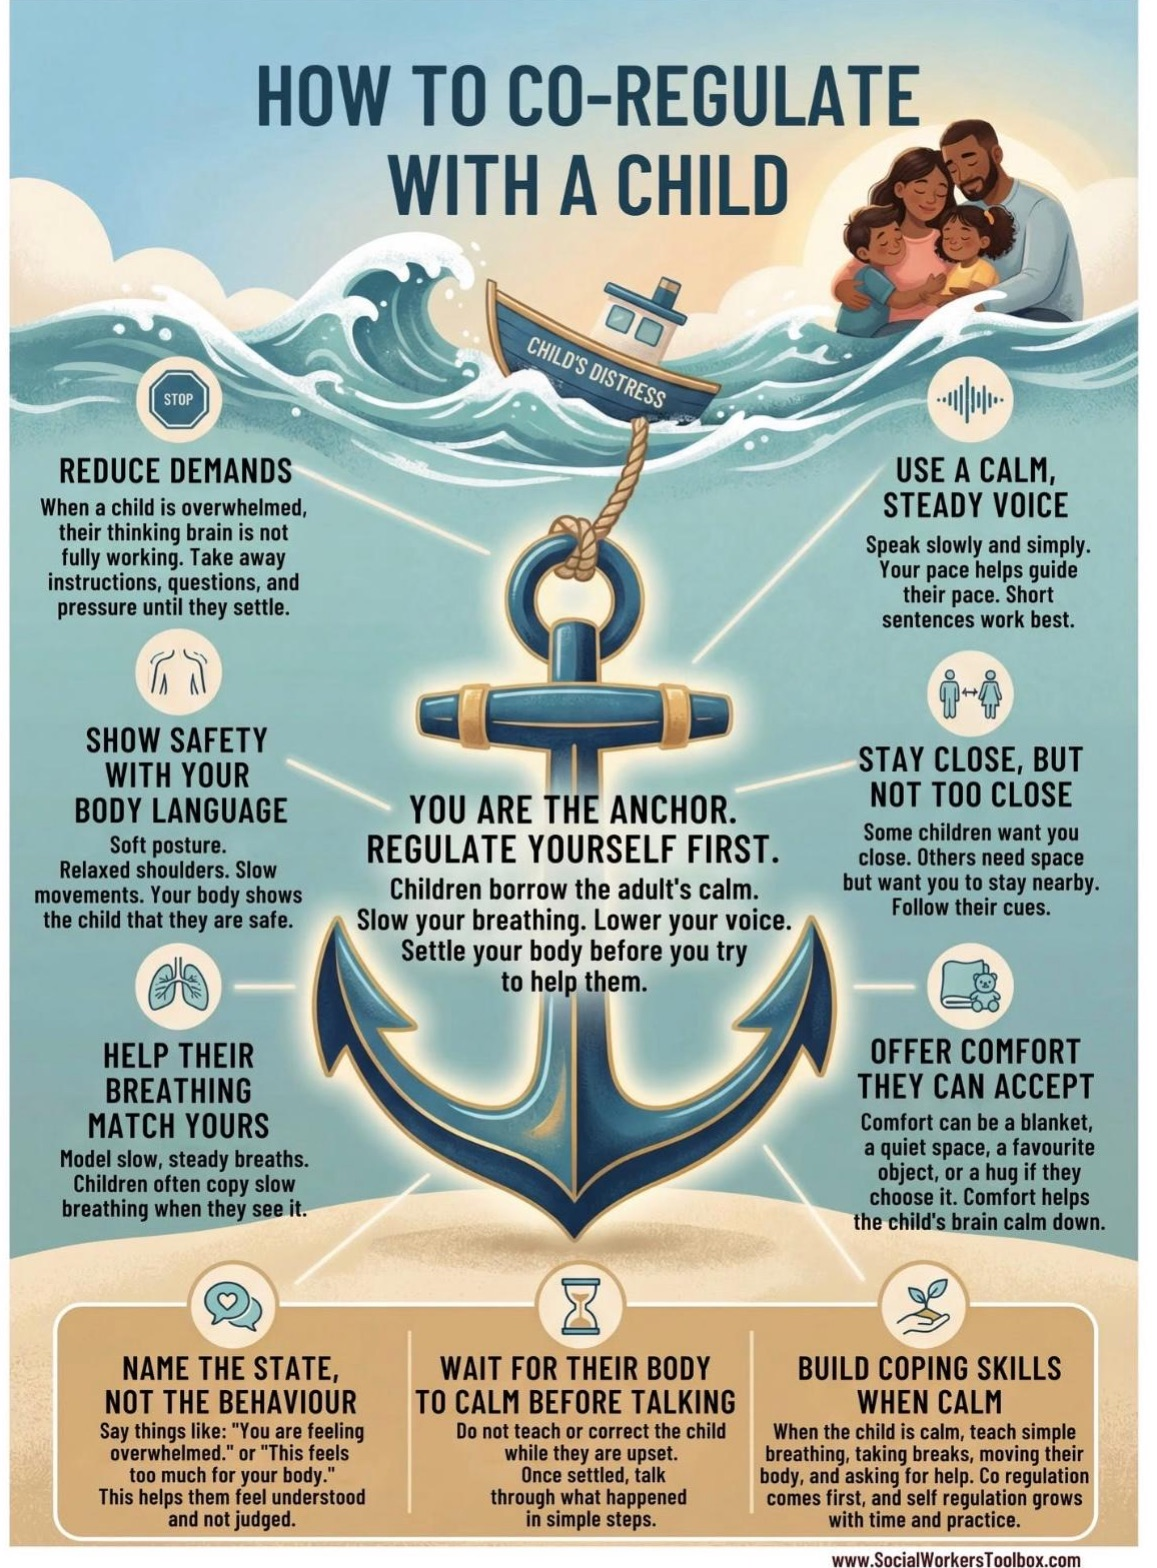 HOW TO CO-REGULATE
WITH A CHILD
CHILD'S DISTRESS
STOP
REDUCE DEMANDS
When a child is overwhelmed,
their thinking brain is not
fully working. Take away
instructions, questions, and
pressure until they settle.
USE A CALM,
STEADY VOICE
Speak slowly and simply.
Your pace helps guide
their pace. Short
sentences work best.
SHOW SAFETY
WITH YOUR
BODY LANGUAGE
Soft posture.
Relaxed shoulders. Slow
movements. Your body shows
the child that they are safe.
STAY CLOSE, BUT
NOT TOO CLOSE
Some children want you
close. Others need space
but want you to stay nearby.
Follow their cues.
YOU ARE THE ANCHOR.
REGULATE YOURSELF FIRST.
Children borrow the adult's calm.
Slow your breathing. Lower your voice.
Settle your body before you try
to help them.
HELP THEIR
BREATHING
MATCH YOURS
Model slow, steady breaths.
Children often copy slow
breathing when they see it.
OFFER COMFORT
THEY CAN ACCEPT
Comfort can be a blanket,
a quiet space, a favourite
object, or a hug if they
choose it. Comfort helps
the child's brain calm down.
NAME THE STATE,
NOT THE BEHAVIOUR
Say things like: "You are feeling
overwhelmed." or "This feels
too much for your body."
This helps them feel understood
and not judged.
WAIT FOR THEIR BODY
TO CALM BEFORE TALKING
Do not teach or correct the child
while they are upset.
Once settled, talk
through what happened
in simple steps.
BUILD COPING SKILLS
WHEN CALM
When the child is calm, teach simple
breathing, taking breaks, moving their
body, and asking for help. Co regulation
comes first, and self regulation grows
with time and practice.
www.SocialWorkersToolbox.com